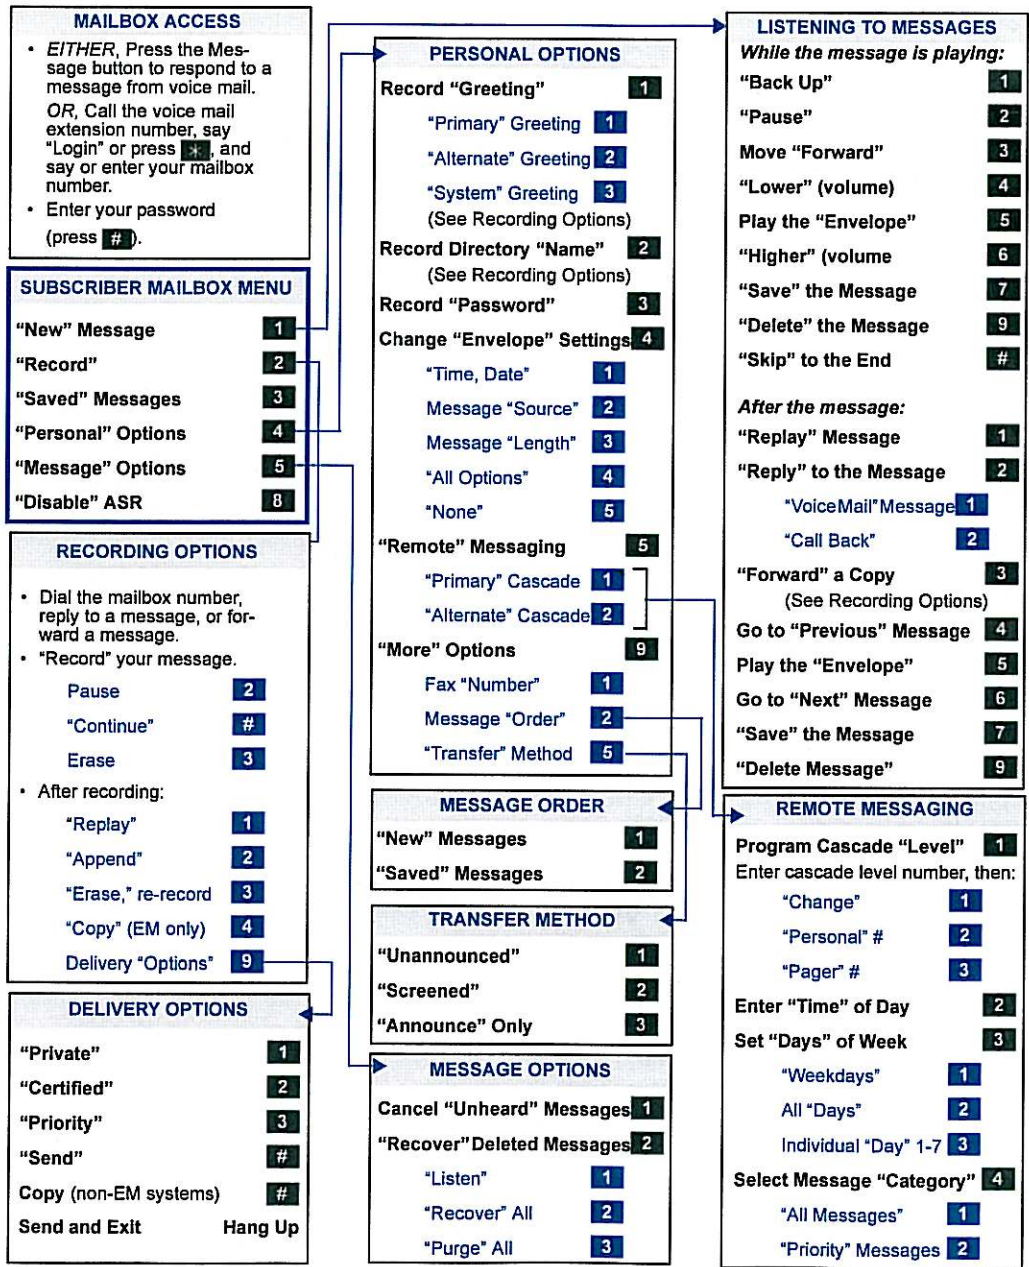 MAILBOX ACCESS
• EITHER, Press the Mes-
sage button to respond to a
message from voice mail.
OR, Call the voice mail
extension number, say
"Login" or press * , and
say or enter your mailbox
number.
• Enter your password
(press # ).
SUBSCRIBER MAILBOX MENU
"New" Message 1
"Record" 2
"Saved" Messages 3
"Personal" Options 4
"Message" Options 5
"Disable" ASR 8
RECORDING OPTIONS
• Dial the mailbox number,
reply to a message, or for-
ward a message.
• "Record" your message.
Pause 2
"Continue" #
Erase 3
• After recording:
"Replay" 1
"Append" 2
"Erase," re-record 3
"Copy" (EM only) 4
Delivery "Options" 9
DELIVERY OPTIONS
"Private" 1
"Certified" 2
"Priority" 3
"Send" #
Copy (non-EM systems) #
Send and Exit Hang Up
PERSONAL OPTIONS
Record "Greeting" 1
"Primary" Greeting 1
"Alternate" Greeting 2
"System" Greeting 3
(See Recording Options)
Record Directory "Name" 2
(See Recording Options)
Record "Password" 3
Change "Envelope" Settings 4
"Time, Date" 1
Message "Source" 2
Message "Length" 3
"All Options" 4
"None" 5
"Remote" Messaging 5
"Primary" Cascade 1
"Alternate" Cascade 2
"More" Options 9
Fax "Number" 1
Message "Order" 2
"Transfer" Method 5
MESSAGE ORDER
"New" Messages 1
"Saved" Messages 2
TRANSFER METHOD
"Unannounced" 1
"Screened" 2
"Announce" Only 3
MESSAGE OPTIONS
Cancel "Unheard" Messages 1
"Recover" Deleted Messages 2
"Listen" 1
"Recover" All 2
"Purge" All 3
LISTENING TO MESSAGES
While the message is playing:
"Back Up" 1
"Pause" 2
Move "Forward" 3
"Lower" (volume) 4
Play the "Envelope" 5
"Higher" (volume 6
"Save" the Message 7
"Delete" the Message 9
"Skip" to the End #
After the message:
"Replay" Message 1
"Reply" to the Message 2
"VoiceMail" Message 1
"Call Back" 2
"Forward" a Copy 3
(See Recording Options)
Go to "Previous" Message 4
Play the "Envelope" 5
Go to "Next" Message 6
"Save" the Message 7
"Delete Message" 9
REMOTE MESSAGING
Program Cascade "Level" 1
Enter cascade level number, then:
"Change" 1
"Personal" # 2
"Pager" # 3
Enter "Time" of Day 2
Set "Days" of Week 3
"Weekdays" 1
All "Days" 2
Individual "Day" 1-7 3
Select Message "Category" 4
"All Messages" 1
"Priority" Messages 2